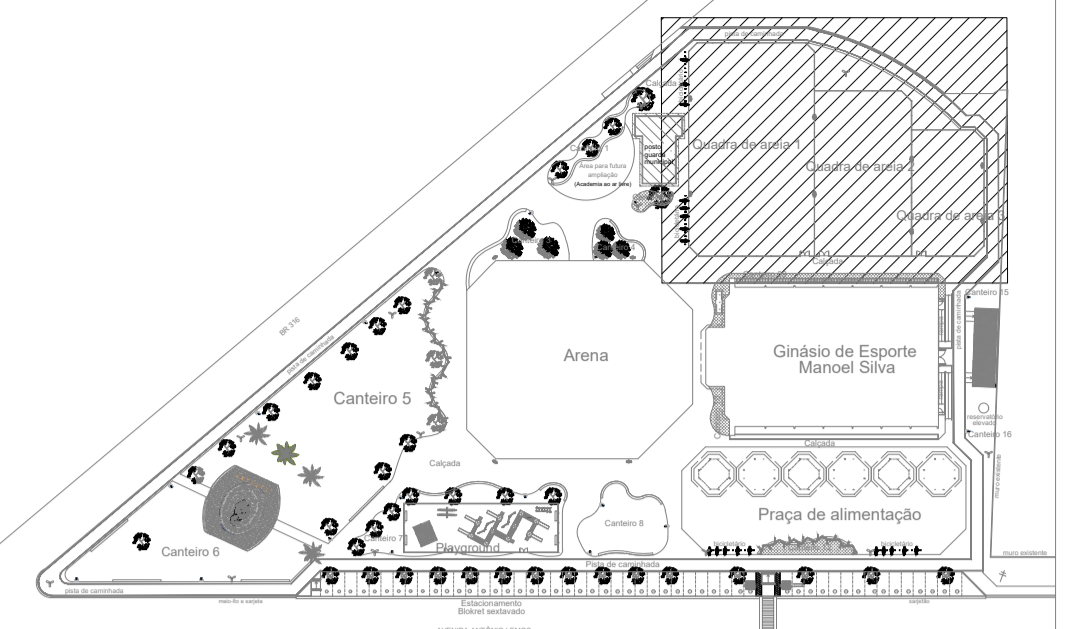 pista de caminhada
Calçada
Quadra de areia 1
posto
guarda
municipal
Canteiro 1
Área para futura
ampliação
(Academia ao ar livre)
Quadra de areia 2
Quadra de areia 3
Calçada
Canteiro 15
BR 316
pista de caminhada
pista de caminhada
Arena
Ginásio de Esporte
Manoel Silva
Canteiro 5
reservatório
elevado
Canteiro 16
Calçada
Calçada
muro existente
Praça de alimentação
Canteiro 8
Canteiro 7
Playground
bicicletário
bicicletário
Canteiro 6
muro existente
Pista de caminhada
pista de caminhada
meio-fio e sarjeta
Estacionamento
Blokret sextavado
sarjetão